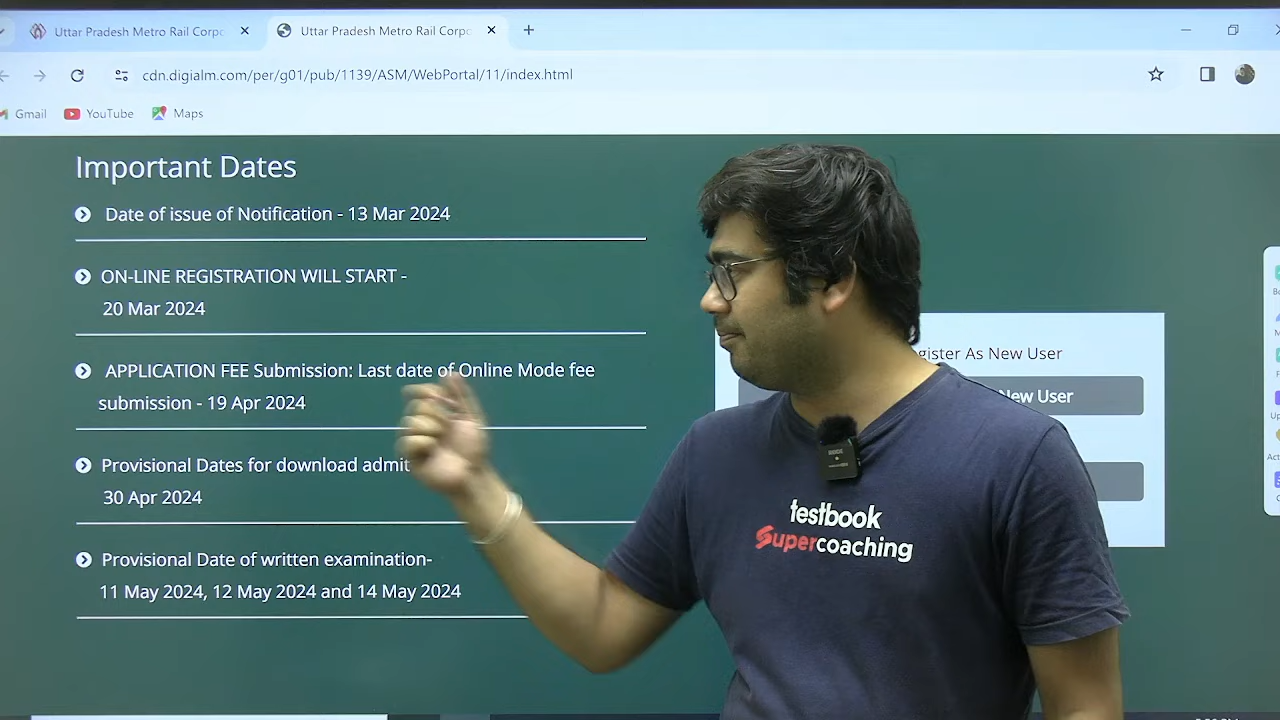 Uttar Pradesh Metro Rail Corpo
Uttar Pradesh Metro Rail Corpo
cdn.digialm.com/per/g01/pub/1139/ASM/WebPortal/11/index.html
Gmail
YouTube
Maps
Important Dates
Date of issue of Notification - 13 Mar 2024
ON-LINE REGISTRATION WILL START -
20 Mar 2024
APPLICATION FEE Submission: Last date of Online Mode fee
submission - 19 Apr 2024
Provisional Dates for download admit
30 Apr 2024
Provisional Date of written examination-
11 May 2024, 12 May 2024 and 14 May 2024
gister As New User
New User
testbook
Supercoaching